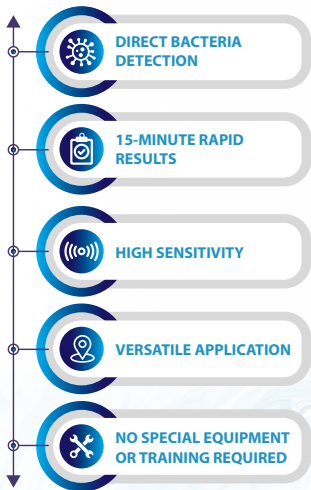 DIRECT BACTERIA
DETECTION
15-MINUTE RAPID
RESULTS
HIGH SENSITIVITY
VERSATILE APPLICATION
NO SPECIAL EQUIPMENT
OR TRAINING REQUIRED